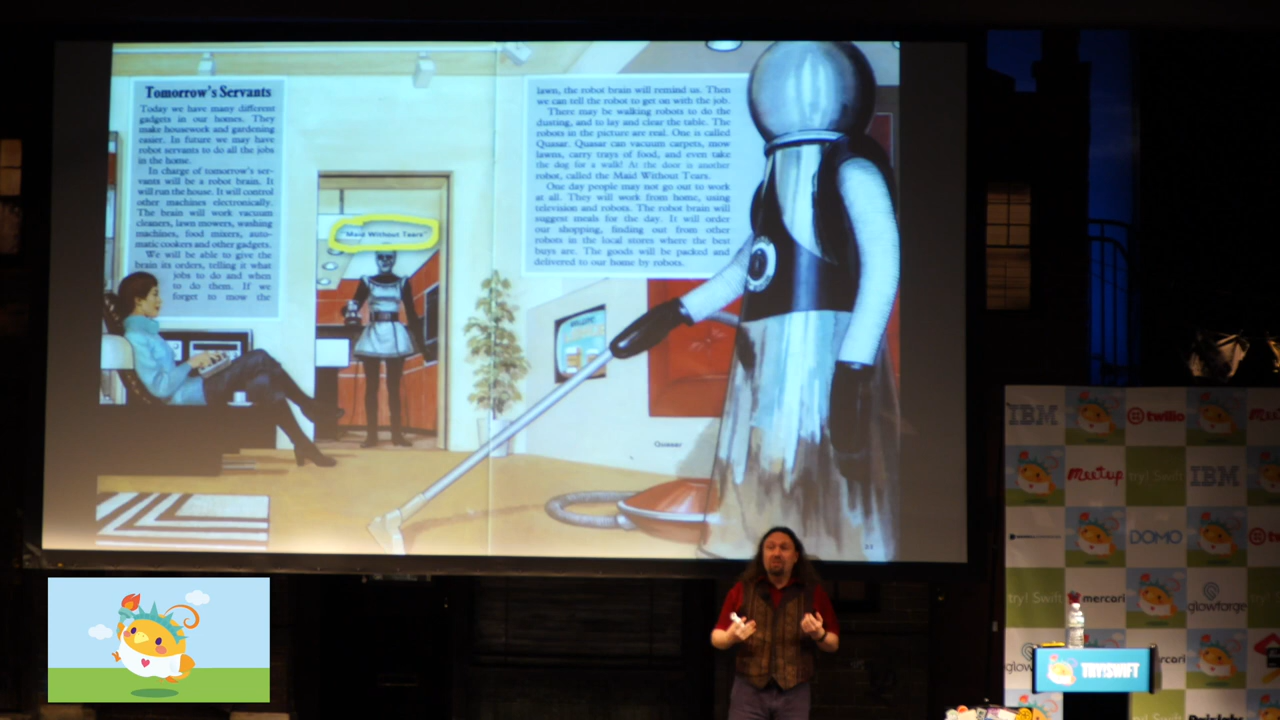 Tomorrow's Servants
Today we have many different
gadgets in our homes. They
make housework and gardening
easier. In future we may have
robot servants to do all the jobs
in the home.
In charge of tomorrow's ser-
vants will be a robot brain. It
will run the house. It will control
other machines electronically.
The brain will work vacuum
cleaners, lawn mowers, washing
machines, food mixers, auto-
matic cookers and other gadgets.
We will be able to give the
brain its orders, telling it what
jobs to do and when
to do them. If we
forget to mow the
lawn, the robot brain will remind us. Then
we can tell the robot to get on with the job.
There may be walking robots to do the
dusting, and to lay and clear the table. The
robots in the picture are real. One is called
Quasar. Quasar can vacuum carpets, mow
lawns, carry trays of food, and even take
the dog for a walk! At the door is another
robot, called the Maid Without Tears.
One day people may not go out to work
at all. They will work from home, using
television and robots. The robot brain will
suggest meals for the day. It will order
our shopping, finding out from other
robots in the local stores where the best
buys are. The goods will be packed and
delivered to our home by robots.
"Maid Without Tears"
Quasar
IBM
twilio
Meetup
try! Swift
IBM
DOMO
try! Swift
mercari
glowforge
glow
mercari
TRY!SWIFT